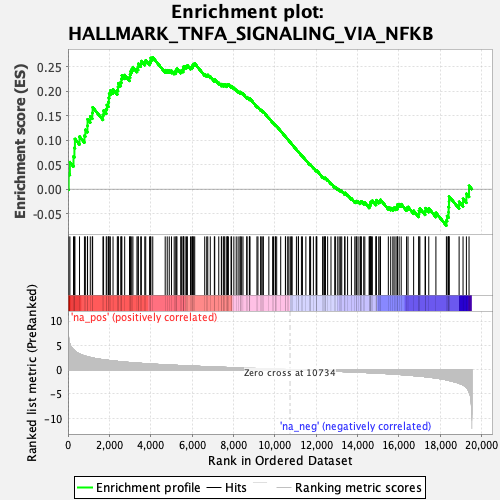 Enrichment plot:
HALLMARK_TNFA_SIGNALING_VIA_NFKB
Enrichment score (ES)
0.25
0.20
0.15
0.10
0.05
0.00
-0.05
'na_pos' (positively correlated)
Ranked list metric (PreRanked)
10
5
0
-5
-10
Zero cross at 10734
'na_neg' (negatively correlated)
0
2,000
4,000
6,000
8,000
10,000
12,000
14,000
16,000
18,000
20,000
Rank in Ordered Dataset
Enrichment profile
Hits
Ranking metric scores